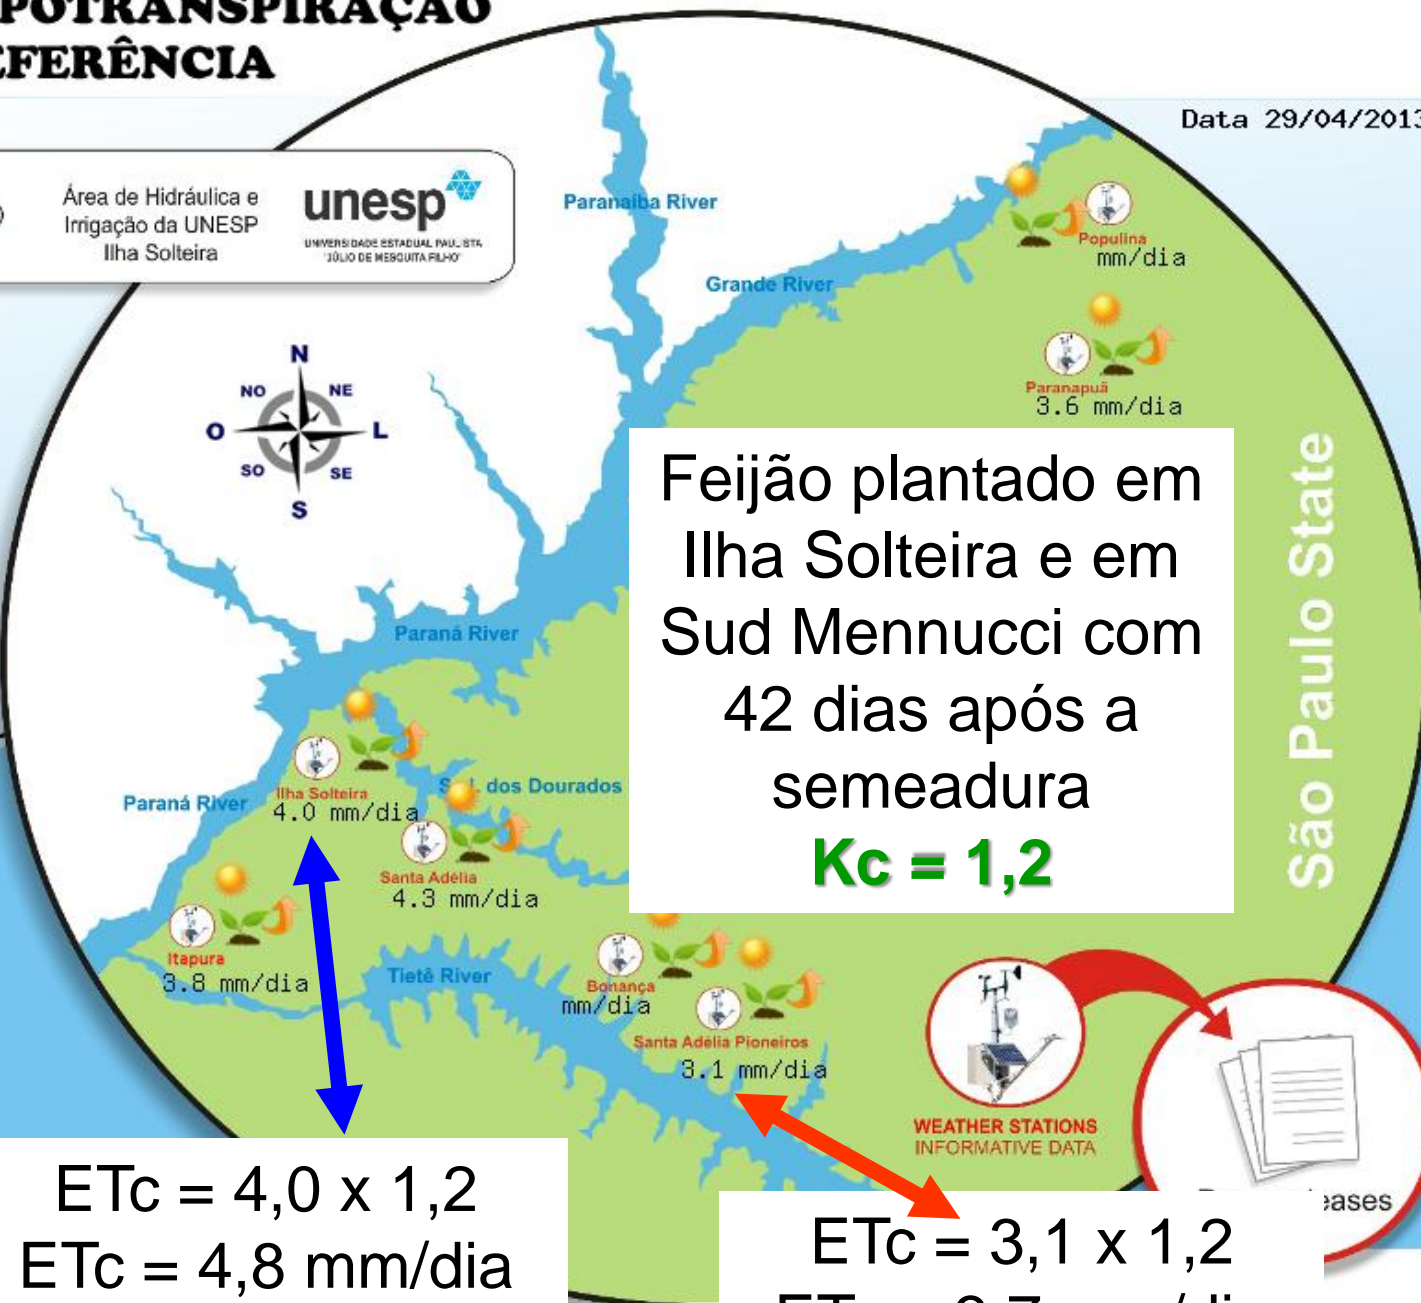 POTRANSPIRAÇÃO
EFERÊNCIA
Data 29/04/2013
Área de Hidráulica e
Irrigação da UNESP
Ilha Solteira
unesp
UNIVERSIDADE ESTADUAL PAULISTA
"JÚLIO DE MESQUITA FILHO"
Paranaíba River
Populina
mm/dia
Grande River
N
NO
NE
O
L
SO
SE
S
Paranapuã
3.6 mm/dia
Feijão plantado em
Ilha Solteira e em
Sud Mennucci com
42 dias após a
semeadura
Kc = 1,2
São Paulo State
Paraná River
Paraná River
Ilha Solteira
4.0 mm/dia
dos Dourados
Santa Adélia
4.3 mm/dia
Itapura
3.8 mm/dia
Tietê River
Bonança
mm/dia
Santa Adélia Pioneiros
3.1 mm/dia
WEATHER STATIONS
INFORMATIVE DATA
eases
ETc = 4,0 x 1,2
ETc = 4,8 mm/dia
ETc = 3,1 x 1,2